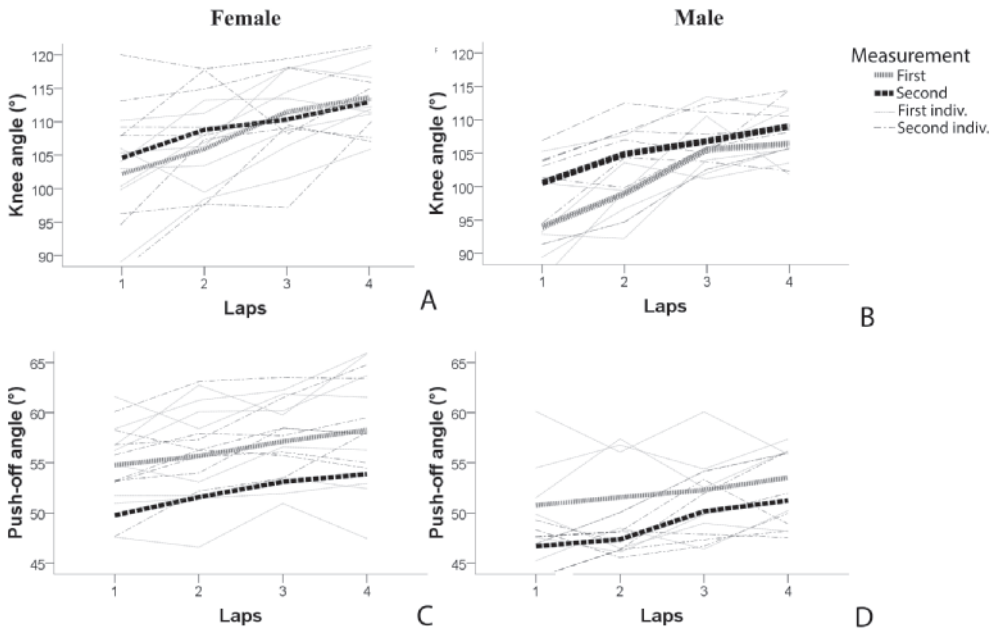 Female
Male
Knee angle (°)
120
115
110
105
100
95
90
1 2 3 4
Laps
A
Knee angle (°)
120
115
110
105
100
95
90
1 2 3 4
Laps
B
Measurement
First
Second
First indiv.
Second indiv.
Push-off angle (°)
65
60
55
50
45
1 2 3 4
Laps
C
Push-off angle (°)
65
60
55
50
45
1 2 3 4
Laps
D